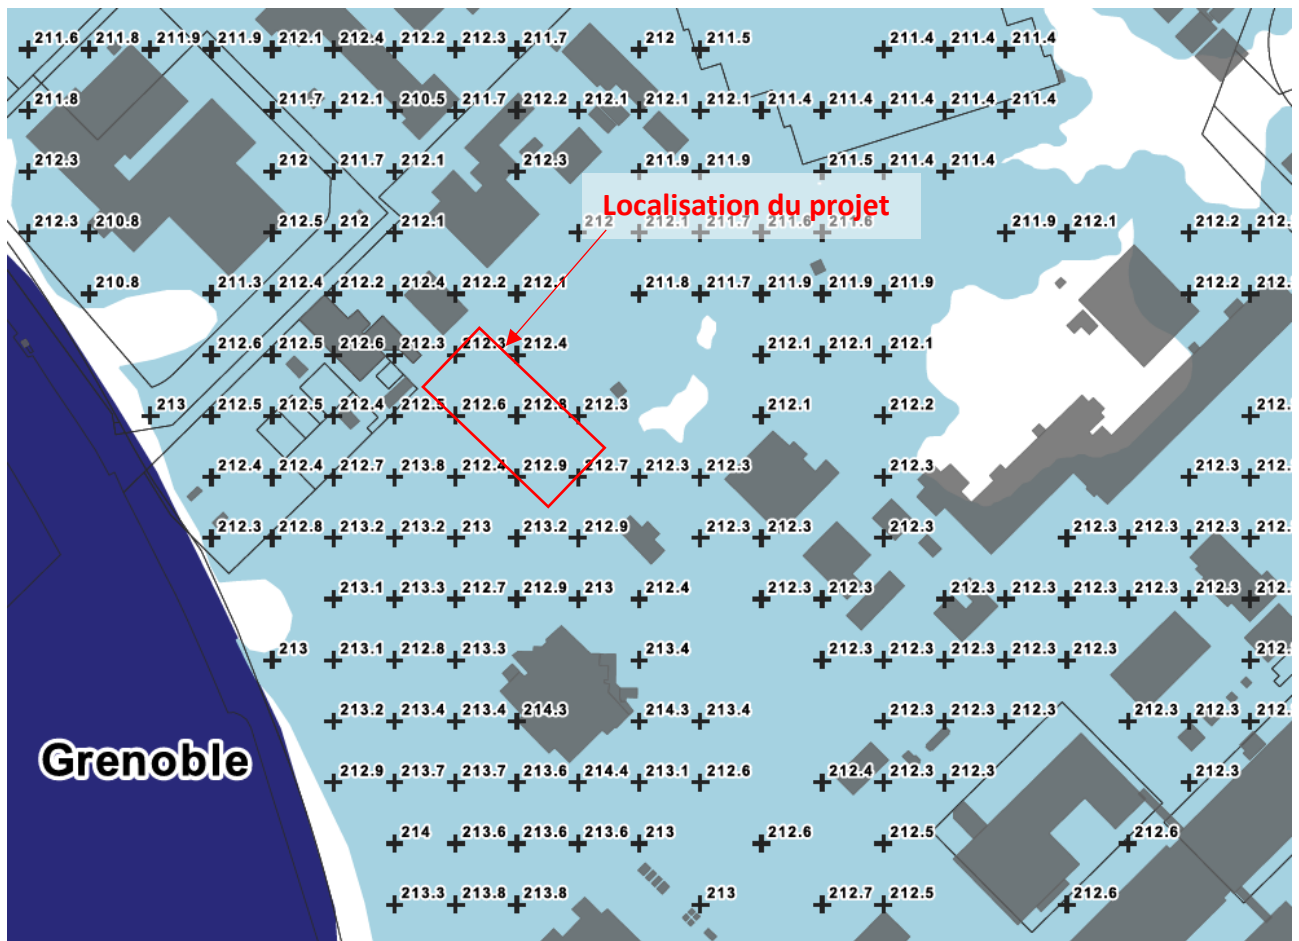 211.6 211.8 211.9 211.9 212.1 212.4 212.2 212.3 211.7 212 211.5 211.4 211.4 211.4
211.8 211.7 212.1 210.5 211.7 212.2 212.1 212.1 212.1 211.4 211.4 211.4 211.4 211.4
212.3 212 211.7 212.1 212.3 211.9 211.9 211.5 211.4 211.4
Localisation du projet
212.3 210.8 212.5 212 212.1 212 212.1 211.7 211.6 211.6 211.9 212.1 212.2 212.
210.8 211.3 212.4 212.2 212.4 212.2 212.1 211.8 211.7 211.9 211.9 211.9 212.2 212.
212.6 212.5 212.6 212.3 212.3 212.4 212.1 212.1 212.1
213 212.5 212.5 212.4 212.5 212.6 212.8 212.3 212.1 212.2 212.
212.4 212.4 212.7 213.8 212.4 212.9 212.7 212.3 212.3 212.3 212.3 212.
212.3 212.8 213.2 213.2 213 213.2 212.9 212.3 212.3 212.3 212.3 212.3 212.3 212.
213.1 213.3 212.7 212.9 213 212.4 212.3 212.3 212.3 212.3 212.3 212.3 212.3 212.
213 213.1 212.8 213.3 213.4 212.3 212.3 212.3 212.3 212.3 212.
213.2 213.4 213.4 214.3 214.3 213.4 212.3 212.3 212.3 212.3 212.3 212.
Grenoble
212.9 213.7 213.7 213.6 214.4 213.1 212.6 212.4 212.3 212.3 212.3
214 213.6 213.6 213.6 213 212.6 212.5 212.6
213.3 213.8 213.8 213 212.7 212.5 212.6